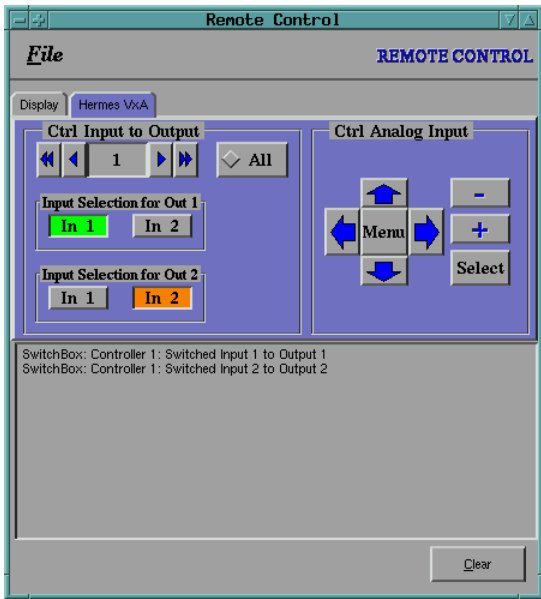 Remote Control
File
REMOTE CONTROL
Display
Hermes VxA
Ctrl Input to Output
1
All
Input Selection for Out 1
In 1
In 2
Input Selection for Out 2
In 1
In 2
Ctrl Analog Input
Menu
-
+
Select
SwitchBox: Controller 1: Switched Input 1 to Output 1
SwitchBox: Controller 1: Switched Input 2 to Output 2
Clear